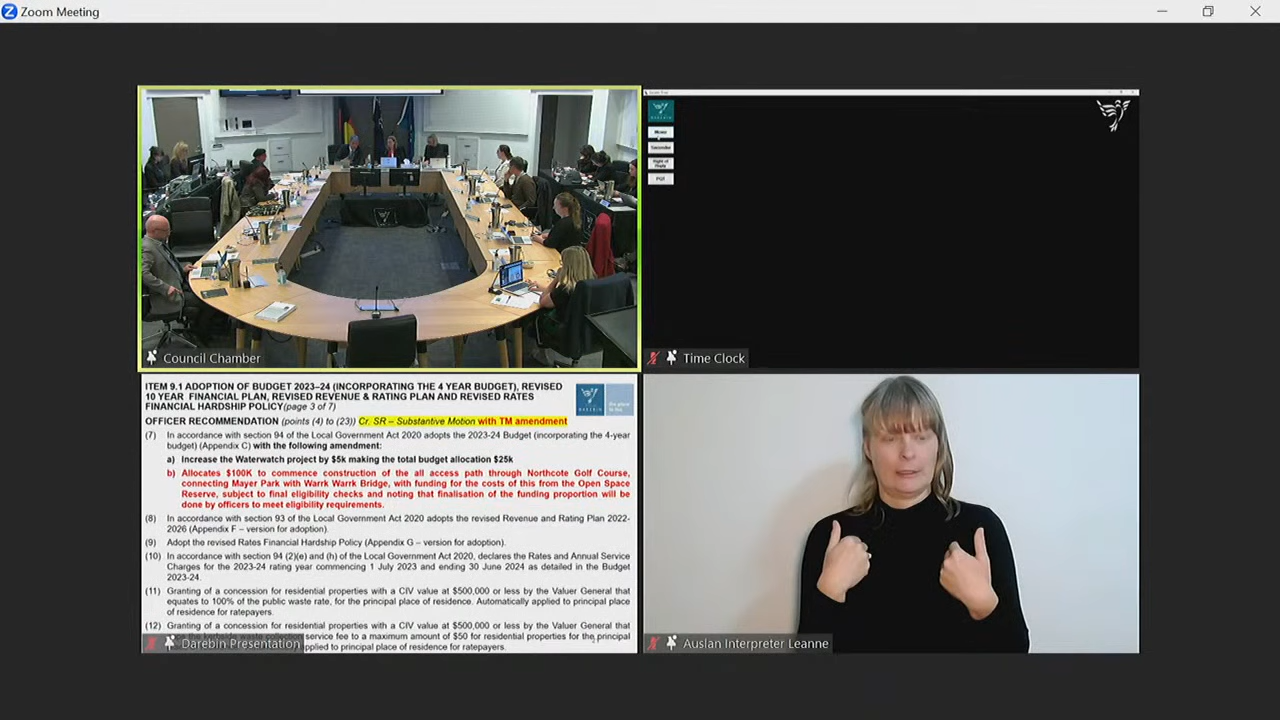 Zoom Meeting
Council Chamber
Move
Seconder
Right of
Time Clock
ITEM 9.1 ADOPTION OF BUDGET 2023–24 (INCORPORATING THE 4 YEAR BUDGET), REVISED
10 YEAR FINANCIAL PLAN, REVISED REVENUE & RATING PLAN AND REVISED RATES
FINANCIAL HARDSHIP POLICY(page 3 of 7)
DAREBIN
OFFICER RECOMMENDATION (points (4) to (23)) Cr. SR – Substantive Motion with TM amendment
(7) In accordance with section 94 of the Local Government Act 2020 adopts the 2023-24 Budget (incorporating the 4-year
budget) (Appendix C) with the following amendment:
a) Increase the Waterwatch project by $5k making the total budget allocation $25k
b) Allocates $100K to commence construction of the all access path through Northcote Golf Course,
connecting Mayer Park with Warrk Warrk Bridge, with funding for the costs of this from the Open Space
Reserve, subject to final eligibility checks and noting that finalisation of the funding proportion will be
done by officers to meet eligibility requirements.
(8) In accordance with section 93 of the Local Government Act 2020 adopts the revised Revenue and Rating Plan 2022-
2026 (Appendix F – version for adoption).
(9) Adopt the revised Rates Financial Hardship Policy (Appendix G – version for adoption).
(10) In accordance with section 94 (2)(e) and (h) of the Local Government Act 2020, declares the Rates and Annual Service
Charges for the 2023-24 rating year commencing 1 July 2023 and ending 30 June 2024 as detailed in the Budget
2023-24.
(11) Granting of a concession for residential properties with a CIV value at $500,000 or less by the Valuer General that
equates to 100% of the public waste rate, for the principal place of residence. Automatically applied to principal place
of residence for ratepayers.
(12) Granting of a concession for residential properties with a CIV value at $500,000 or less by the Valuer General that
service fee to a maximum amount of $50 for residential properties for the principal
applied to principal place of residence for ratepayers.
Darebin Presentation
Auslan Interpreter Leanne